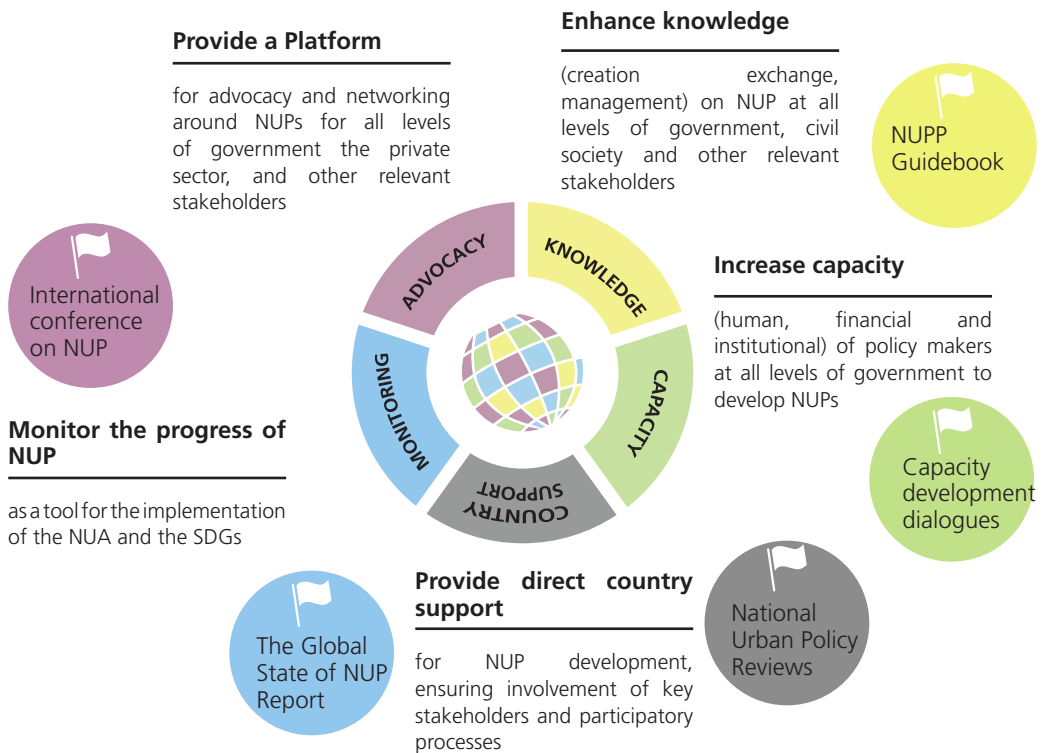 Provide a Platform
for advocacy and networking
around NUPs for all levels
of government the private
sector, and other relevant
stakeholders
Enhance knowledge
(creation exchange,
management) on NUP at all
levels of government, civil
society and other relevant
stakeholders
NUPP
Guidebook
International
conference
on NUP
ADVOCACY
KNOWLEDGE
CAPACITY
COUNTRY
SUPPORT
MONITORING
Increase capacity
(human, financial and
institutional) of policy makers
at all levels of government to
develop NUPs
Capacity
development
dialogues
Monitor the progress of
NUP
as a tool for the implementation
of the NUA and the SDGs
The Global
State of NUP
Report
Provide direct country
support
for NUP development,
ensuring involvement of key
stakeholders and participatory
processes
National
Urban Policy
Reviews